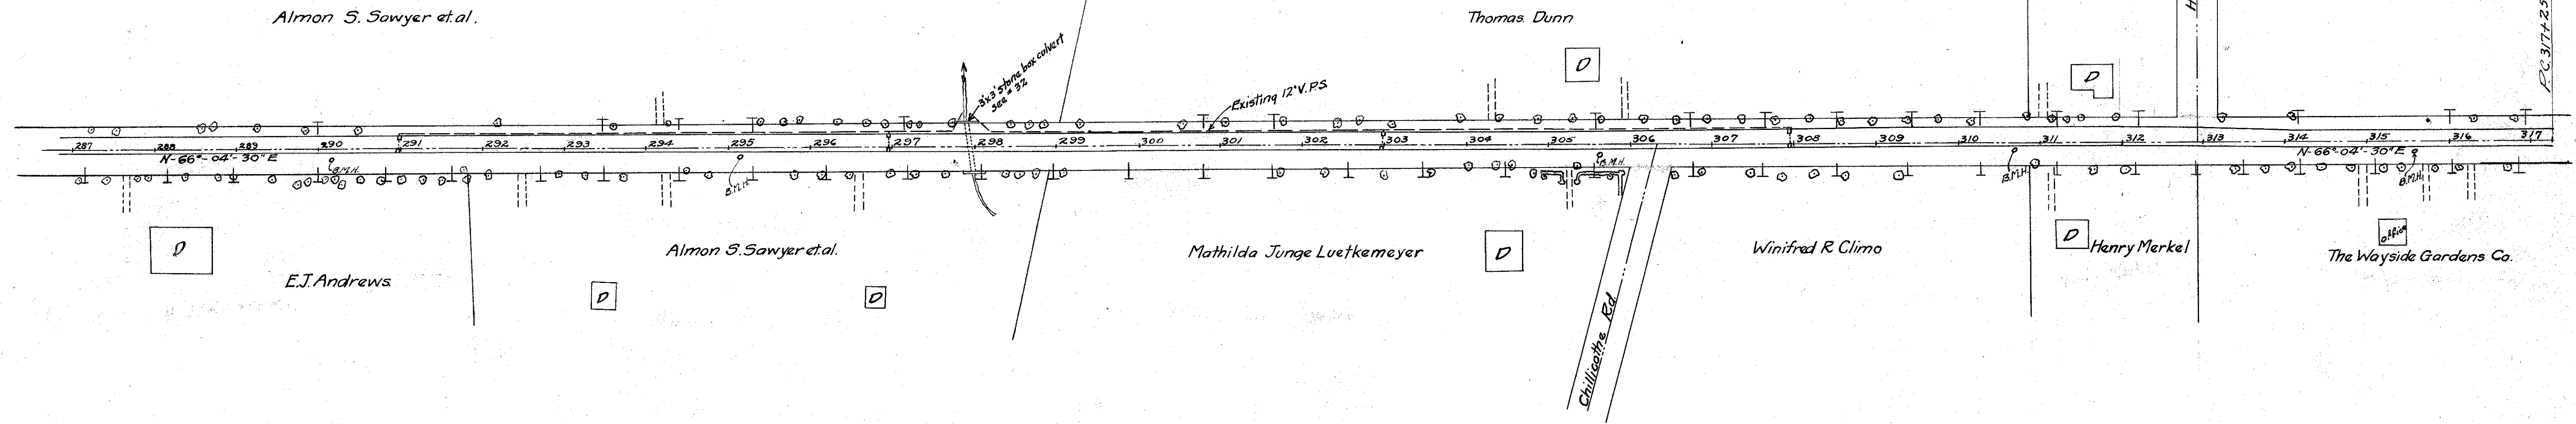 Almon S. Sawyer et.al.
Thomas. Dunn
H
P.C. 317+25
3'x3' stone box culvert
see # 32
Existing 12" V.P.S.
D
D
287 288 289 290 291 292 293 294 295 296 297 298 299 300 301 302 303 304 305 306 307 308 309 310 311 312 313 314 315 316 317
N-66°-04'-30"E
N-66°-04'-30"E
B.M.H.
B.M.H.
B.M.H.
B.M.H.
B.M.H.
D
E.J. Andrews
Almon S. Sawyer et.al.
D
D
Mathilda Junge Luetkemeyer
D
Chillicothe Rd.
Winifred R Climo
D
Henry Merkel
office
The Wayside Gardens Co.